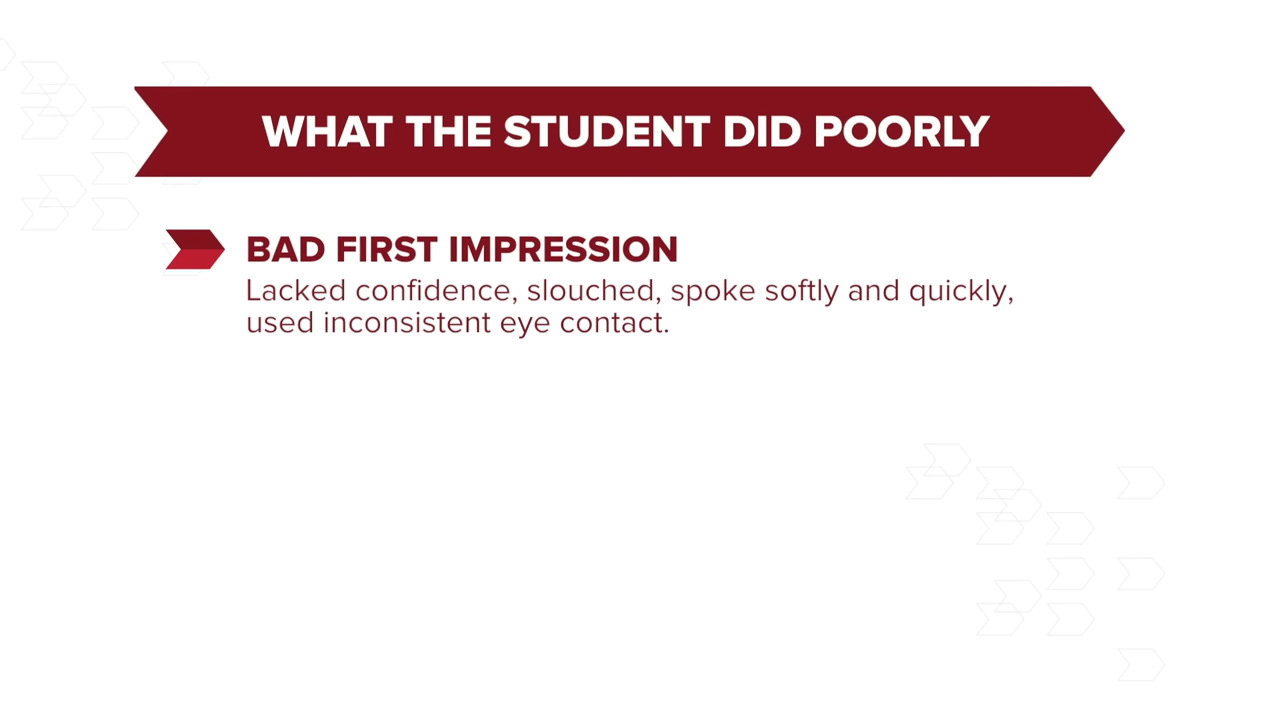 WHAT THE STUDENT DID POORLY
BAD FIRST IMPRESSION
Lacked confidence, slouched, spoke softly and quickly,
used inconsistent eye contact.